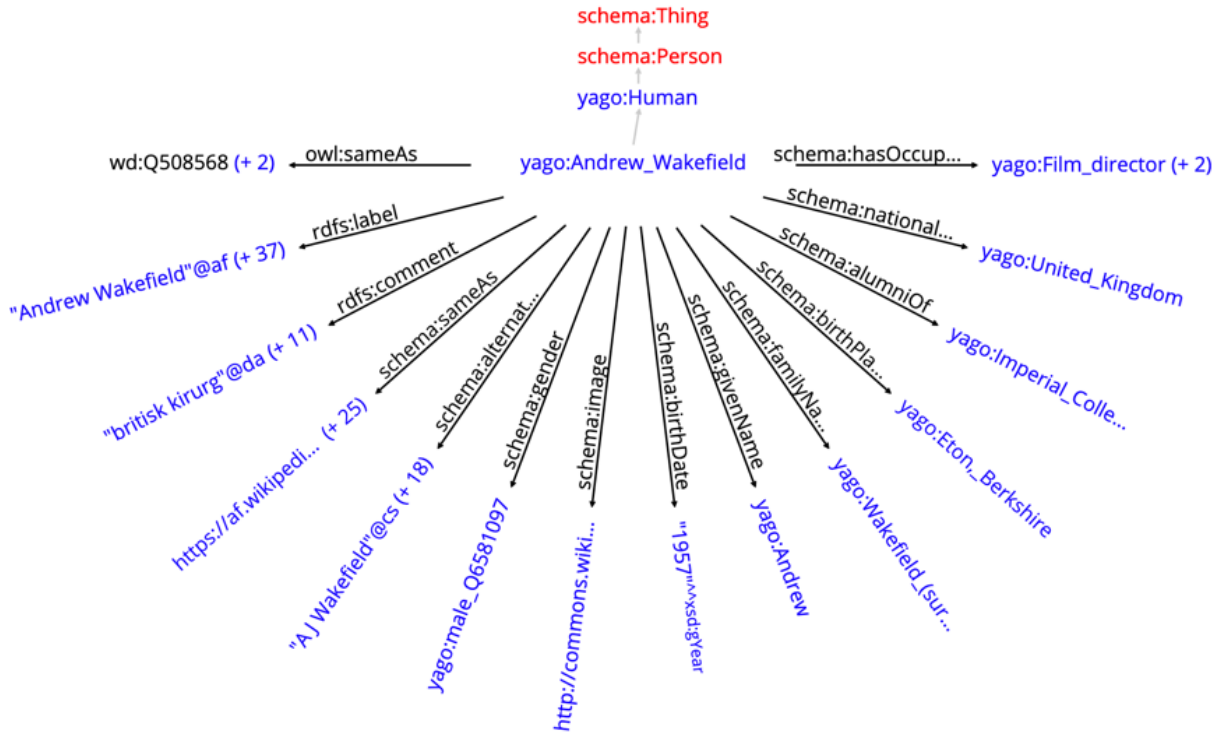 schema:Thing
schema:Person
yago:Human
wd:Q508568 (+ 2)
owl:sameAs
yago:Andrew_Wakefield
schema:hasOccup...
yago:Film_director (+ 2)
rdfs:label
"Andrew Wakefield"@af (+ 37)
rdfs:comment
"britisk kirurg"@da (+ 11)
schema:sameAs
https://af.wikipedi... (+ 25)
schema:alternat...
"A J Wakefield"@cs (+ 18)
schema:gender
yago:male_Q6581097
schema:image
http://commons.wiki...
schema:birthDate
"1957"^^xsd:gYear
schema:givenName
yago:Andrew
schema:familyNa...
yago:Wakefield_(sur...
schema:birthPla...
yago:Eton,_Berkshire
schema:alumniOf
yago:Imperial_Colle...
schema:national...
yago:United_Kingdom